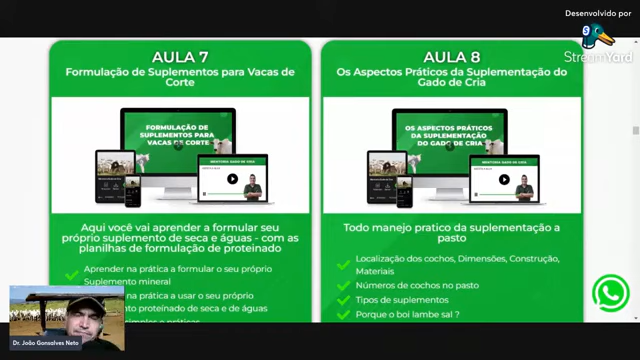 Desenvolvido por
StreamYard
AULA 7
Formulação de Suplementos para Vacas de
Corte
FORMULAÇÃO DE
SUPLEMENTOS PARA
VACAS DE CORTE
Aqui você vai aprender a formular seu
próprio suplemento de seca e águas - com as
planilhas de formulação de proteinado
Aprender na prática a formular o seu próprio
Suplemento mineral
na prática a usar o seu próprio
proteinado de seca e de águas
AULA 8
Os Aspectos Práticos da Suplementação do
Gado de Cria
OS ASPECTOS PRÁTICOS
DA SUPLEMENTAÇÃO
DO GADO DE CRIA
Todo manejo pratico da suplementação a
pasto
Localização dos cochos, Dimensões, Construção,
Materiais
Números de cochos no pasto
Tipos de suplementos
Porque o boi lambe sal ?
Dr. João Gonsalves Neto